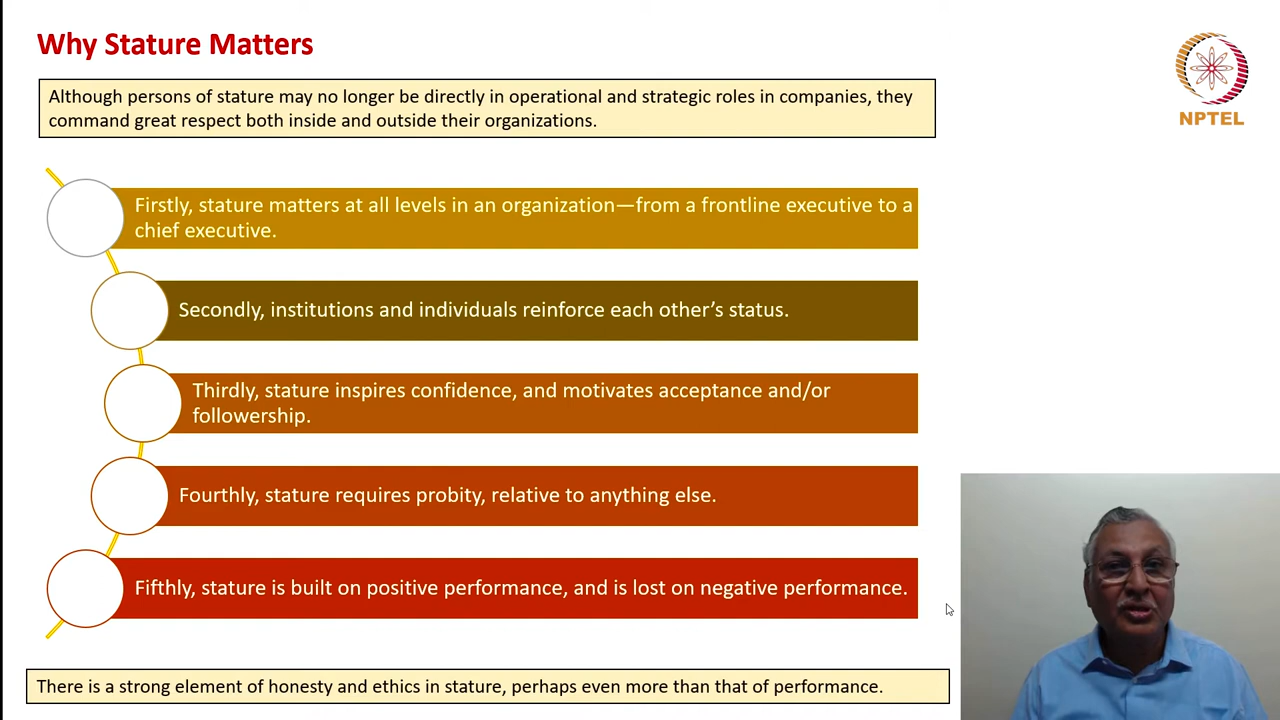 Why Stature Matters
Although persons of stature may no longer be directly in operational and strategic roles in companies, they
command great respect both inside and outside their organizations.
NPTEL
Firstly, stature matters at all levels in an organization—from a frontline executive to a
chief executive.
Secondly, institutions and individuals reinforce each other’s status.
Thirdly, stature inspires confidence, and motivates acceptance and/or
followership.
Fourthly, stature requires probity, relative to anything else.
Fifthly, stature is built on positive performance, and is lost on negative performance.
There is a strong element of honesty and ethics in stature, perhaps even more than that of performance.